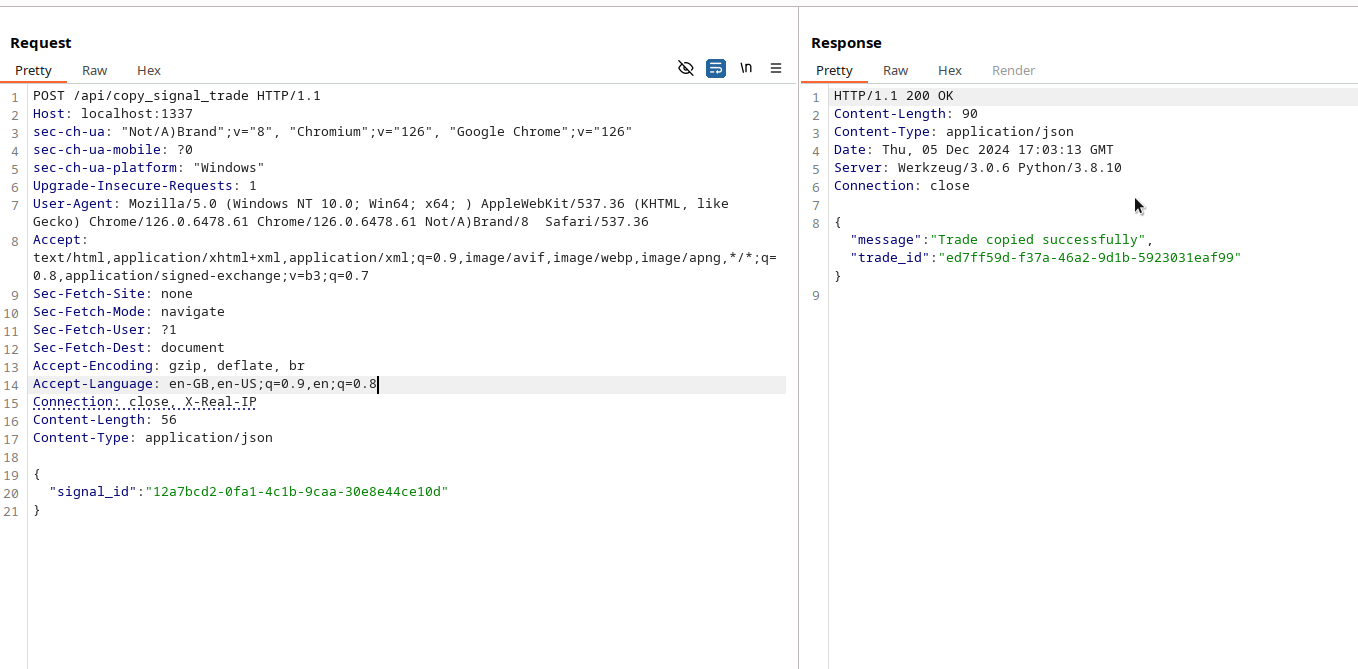 Request
Pretty Raw Hex
\n
1 POST /api/copy_signal_trade HTTP/1.1
2 Host: localhost:1337
3 sec-ch-ua: "Not/A)Brand";v="8", "Chromium";v="126", "Google Chrome";v="126"
4 sec-ch-ua-mobile: ?0
5 sec-ch-ua-platform: "Windows"
6 Upgrade-Insecure-Requests: 1
7 User-Agent: Mozilla/5.0 (Windows NT 10.0; Win64; x64; ) AppleWebKit/537.36 (KHTML, like
Gecko) Chrome/126.0.6478.61 Chrome/126.0.6478.61 Not/A)Brand/8  Safari/537.36
8 Accept:
text/html,application/xhtml+xml,application/xml;q=0.9,image/avif,image/webp,image/apng,*/*;q=
0.8,application/signed-exchange;v=b3;q=0.7
9 Sec-Fetch-Site: none
10 Sec-Fetch-Mode: navigate
11 Sec-Fetch-User: ?1
12 Sec-Fetch-Dest: document
13 Accept-Encoding: gzip, deflate, br
14 Accept-Language: en-GB,en-US;q=0.9,en;q=0.8
15 Connection: close, X-Real-IP
16 Content-Length: 56
17 Content-Type: application/json
18
19 {
20 "signal_id":"12a7bcd2-0fa1-4c1b-9caa-30e8e44ce10d"
21 }
Response
Pretty Raw Hex Render
1 HTTP/1.1 200 OK
2 Content-Length: 90
3 Content-Type: application/json
4 Date: Thu, 05 Dec 2024 17:03:13 GMT
5 Server: Werkzeug/3.0.6 Python/3.8.10
6 Connection: close
7
8 {
"message":"Trade copied successfully",
"trade_id":"ed7ff59d-f37a-46a2-9d1b-5923031eaf99"
}
9